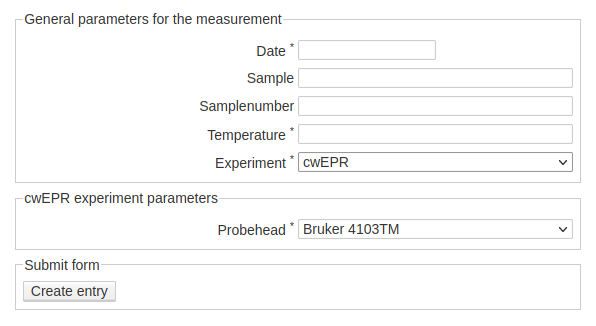 General parameters for the measurement
Date *
Sample
Samplenumber
Temperature *
Experiment * cwEPR
cwEPR experiment parameters
Probehead * Bruker 4103TM
Submit form
Create entry